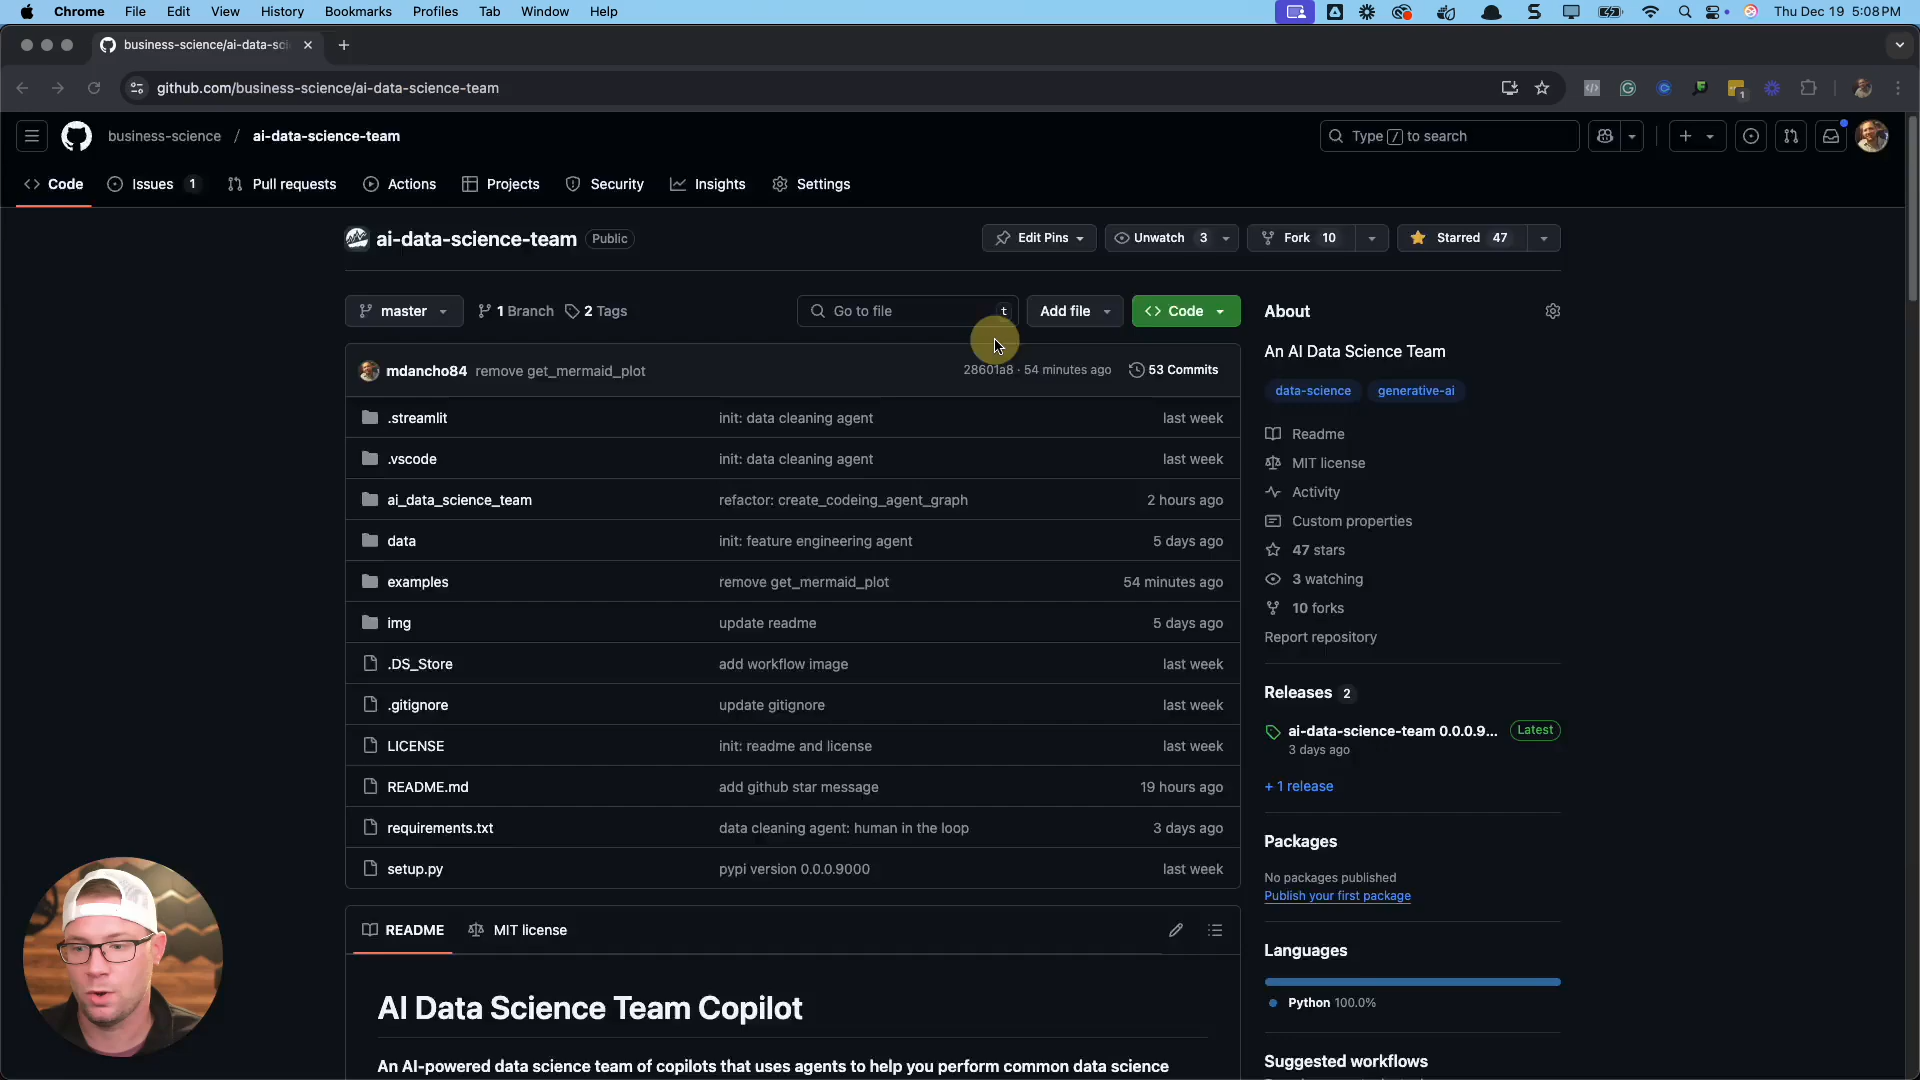 Chrome File Edit View History Bookmarks Profiles Tab Window Help Thu Dec 19 5:08 PM
business-science/ai-data-sci
github.com/business-science/ai-data-science-team 1
business-science / ai-data-science-team Type / to search
Code Issues 1 Pull requests Actions Projects Security Insights Settings
ai-data-science-team Public Edit Pins Unwatch 3 Fork 10 Starred 47
master 1 Branch 2 Tags Go to file t Add file Code
mdancho84 remove get_mermaid_plot 28601a8 · 54 minutes ago 53 Commits
.streamlit init: data cleaning agent last week
.vscode init: data cleaning agent last week
ai_data_science_team refactor: create_codeing_agent_graph 2 hours ago
data init: feature engineering agent 5 days ago
examples remove get_mermaid_plot 54 minutes ago
img update readme 5 days ago
.DS_Store add workflow image last week
.gitignore update gitignore last week
LICENSE init: readme and license last week
README.md add github star message 19 hours ago
requirements.txt data cleaning agent: human in the loop 3 days ago
setup.py pypi version 0.0.0.9000 last week
README MIT license
AI Data Science Team Copilot
An AI-powered data science team of copilots that uses agents to help you perform common data science
About
An AI Data Science Team
data-science generative-ai
Readme
MIT license
Activity
Custom properties
47 stars
3 watching
10 forks
Report repository
Releases 2
ai-data-science-team 0.0.0.9... Latest
3 days ago
+ 1 release
Packages
No packages published
Publish your first package
Languages
Python 100.0%
Suggested workflows